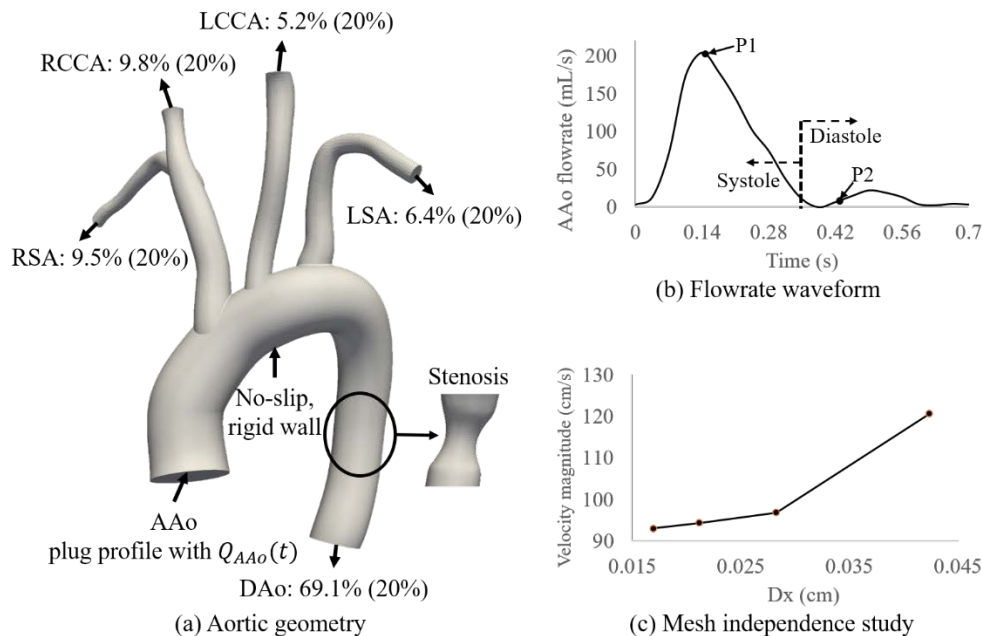 LCCA: 5.2% (20%)
RCCA: 9.8% (20%)
LSA: 6.4% (20%)
RSA: 9.5% (20%)
No-slip,
rigid wall
Stenosis
AAo
plug profile with Q_AAo(t)
DAo: 69.1% (20%)
(a) Aortic geometry
AAo flowrate (mL/s)
200
150
100
50
0
P1
Diastole
Systole
P2
0 0.14 0.28 0.42 0.56 0.7
Time (s)
(b) Flowrate waveform
Velocity magnitude (cm/s)
130
120
110
100
90
0.015 0.025 0.035 0.045
Dx (cm)
(c) Mesh independence study